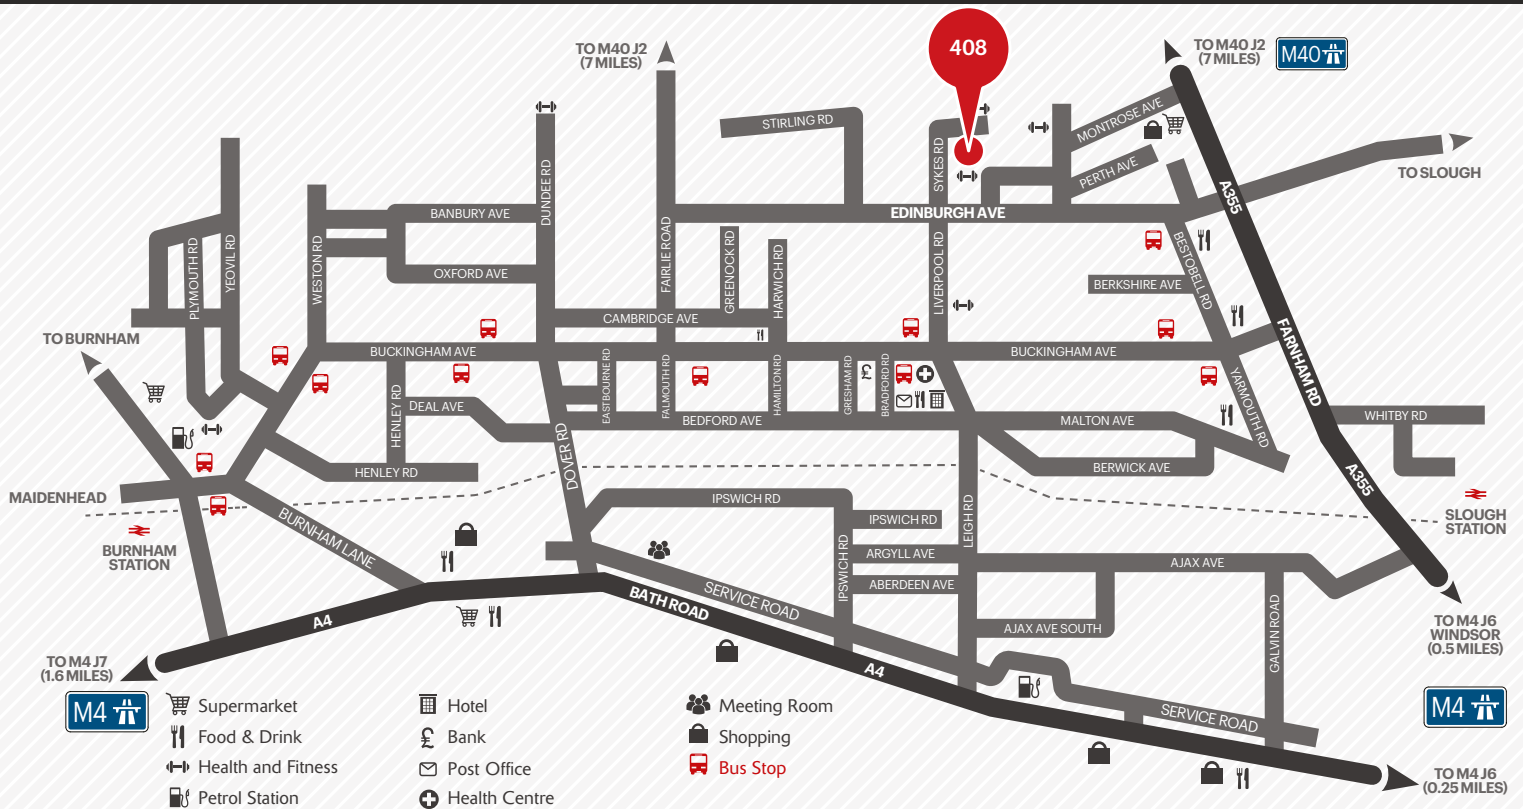 TO M40 J2
(7 MILES)
408
TO M40 J2
(7 MILES)
M40
MONTROSE AVE
STIRLING RD
SYKES RD
PERTH AVE
TO SLOUGH
A355
DUNDEE RD
BANBURY AVE
EDINBURGH AVE
PLYMOUTH RD
YEOVIL RD
WESTON RD
FAIRLIE ROAD
GREENOCK RD
HARWICH RD
LIVERPOOL RD
BESTOBELL RD
OXFORD AVE
BERKSHIRE AVE
CAMBRIDGE AVE
TO BURNHAM
BUCKINGHAM AVE
BUCKINGHAM AVE
FARNHAM RD
EASTBOURNE RD
FALMOUTH RD
HAMILTON RD
GRESHAM RD
BRADFORD RD
YARMOUTH RD
HENLEY RD
DEAL AVE
BEDFORD AVE
MALTON AVE
WHITBY RD
DOVER RD
HENLEY RD
BERWICK AVE
A355
MAIDENHEAD
IPSWICH RD
IPSWICH RD
LEIGH RD
SLOUGH
STATION
BURNHAM
STATION
BURNHAM LANE
IPSWICH RD
ARGYLL AVE
AJAX AVE
ABERDEEN AVE
SERVICE ROAD
BATH ROAD
A4
AJAX AVE SOUTH
GALVIN ROAD
TO M4 J6
WINDSOR
(0.5 MILES)
TO M4 J7
(1.6 MILES)
A4
M4
M4
SERVICE ROAD
TO M4 J6
(0.25 MILES)
Supermarket
Food & Drink
Health and Fitness
Petrol Station
Hotel
Bank
Post Office
Health Centre
Meeting Room
Shopping
Bus Stop